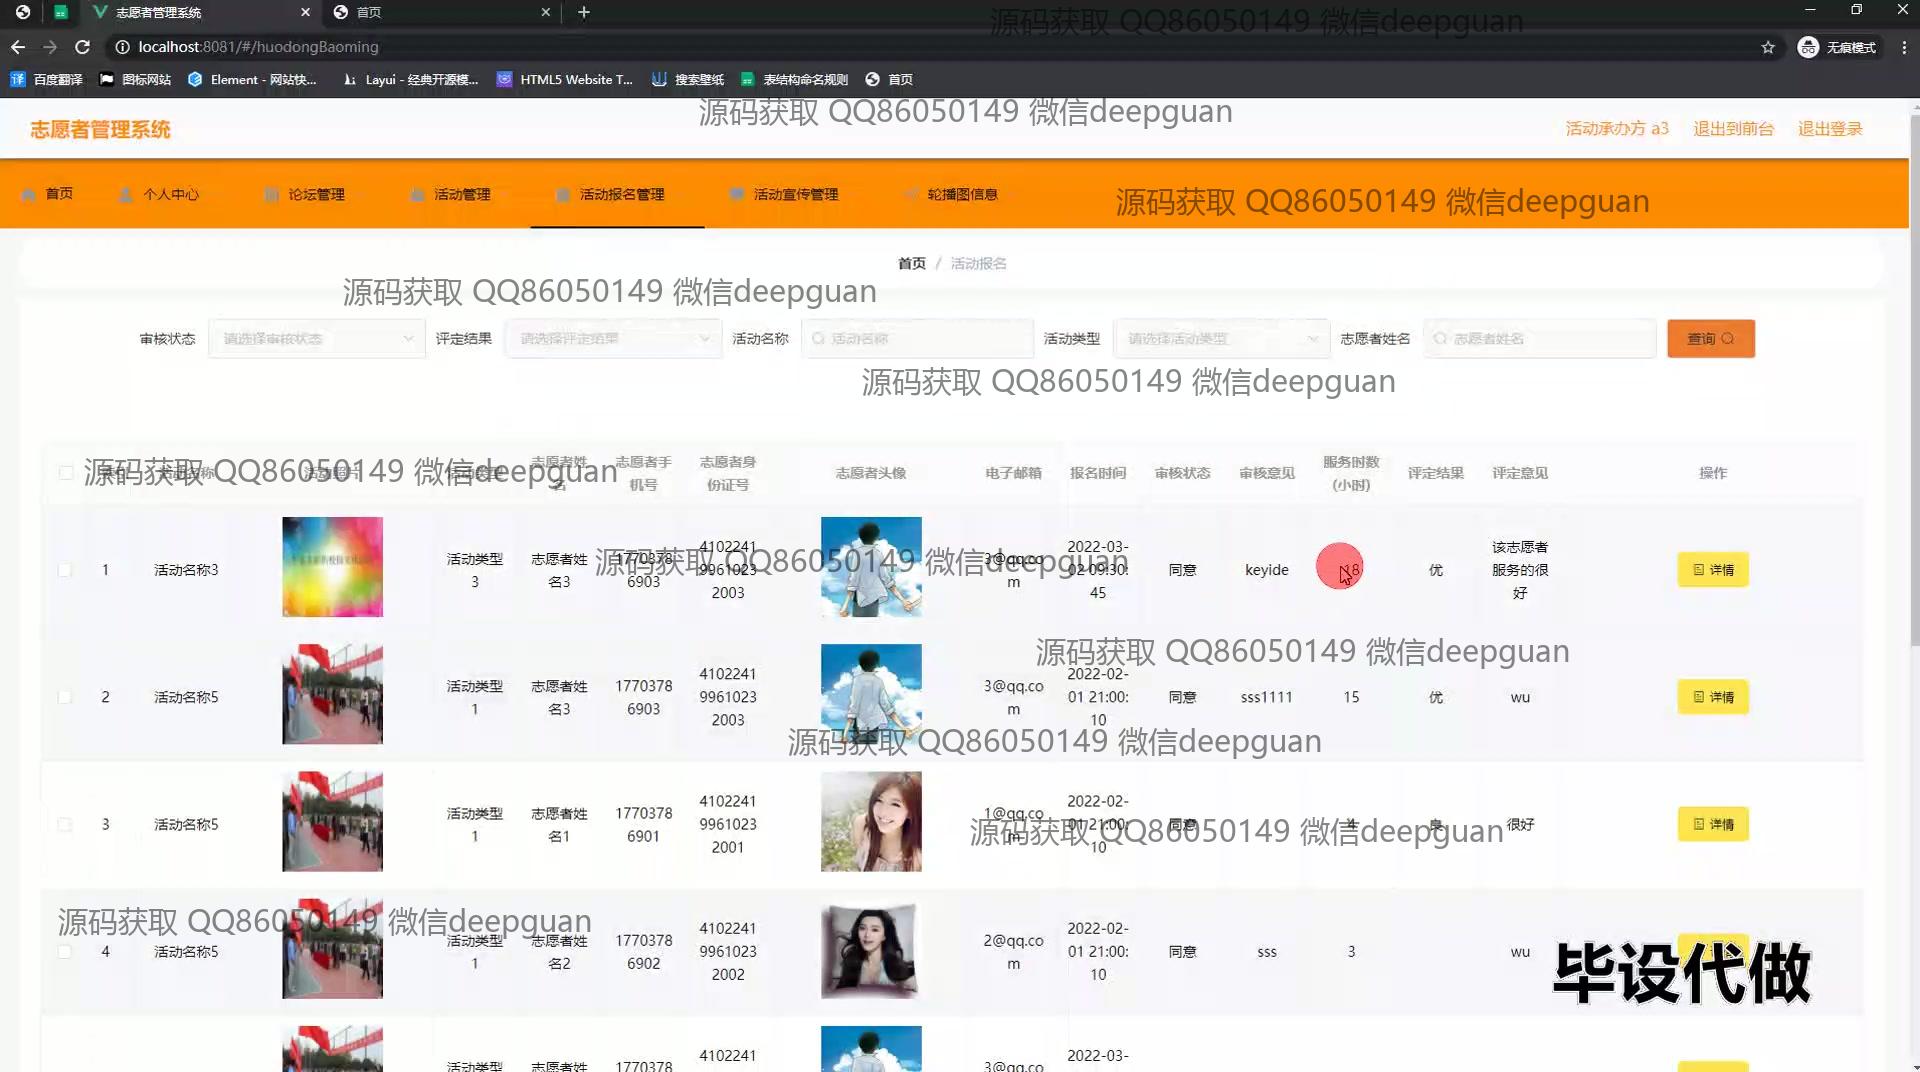 志愿者管理系统
首页
源码获取 QQ86050149 微信deepguan
localhost:8081/#/huodongBaoming
无痕模式
百度翻译
图标网站
Element - 网站快...
Layui - 经典开源模...
HTML5 Website T...
搜索壁纸
表结构命名规则
首页
源码获取 QQ86050149 微信deepguan
志愿者管理系统
活动承办方 a3
退出到前台
退出登录
首页
个人中心
论坛管理
活动管理
活动报名管理
活动宣传管理
轮播图信息
源码获取 QQ86050149 微信deepguan
首页 / 活动报名
源码获取 QQ86050149 微信deepguan
审核状态 请选择审核状态
评定结果 请选择评定结果
活动名称 活动名称
活动类型 请选择活动类型
志愿者姓名 志愿者姓名
查询
源码获取 QQ86050149 微信deepguan
源码获取 QQ86050149 微信deepguan
志愿者姓
名
志愿者手
机号
志愿者身
份证号
志愿者头像
电子邮箱
报名时间
审核状态
审核意见
服务时数
(小时)
评定结果
评定意见
操作
1
活动名称3
活动类型
3
志愿者姓
名3
1770378
6903
4102241
9961023
2003
3@qq.co
m
2022-03-
02 09:30:
45
同意
keyide
18
优
该志愿者
服务的很
好
详情
源码获取 QQ86050149 微信deepguan
源码获取 QQ86050149 微信deepguan
2
活动名称5
活动类型
1
志愿者姓
名3
1770378
6903
4102241
9961023
2003
3@qq.co
m
2022-02-
01 21:00:
10
同意
sss1111
15
优
wu
详情
源码获取 QQ86050149 微信deepguan
3
活动名称5
活动类型
1
志愿者姓
名1
1770378
6901
4102241
9961023
2001
1@qq.co
m
2022-02-
01 21:00:
10
同意
4
良
很好
详情
源码获取 QQ86050149 微信deepguan
源码获取 QQ86050149 微信deepguan
4
活动名称5
活动类型
1
志愿者姓
名2
1770378
6902
4102241
9961023
2002
2@qq.co
m
2022-02-
01 21:00:
10
同意
sss
3
wu
毕设代做
活动类型
志愿者姓
1770378
4102241
3@qq.co
2022-03-